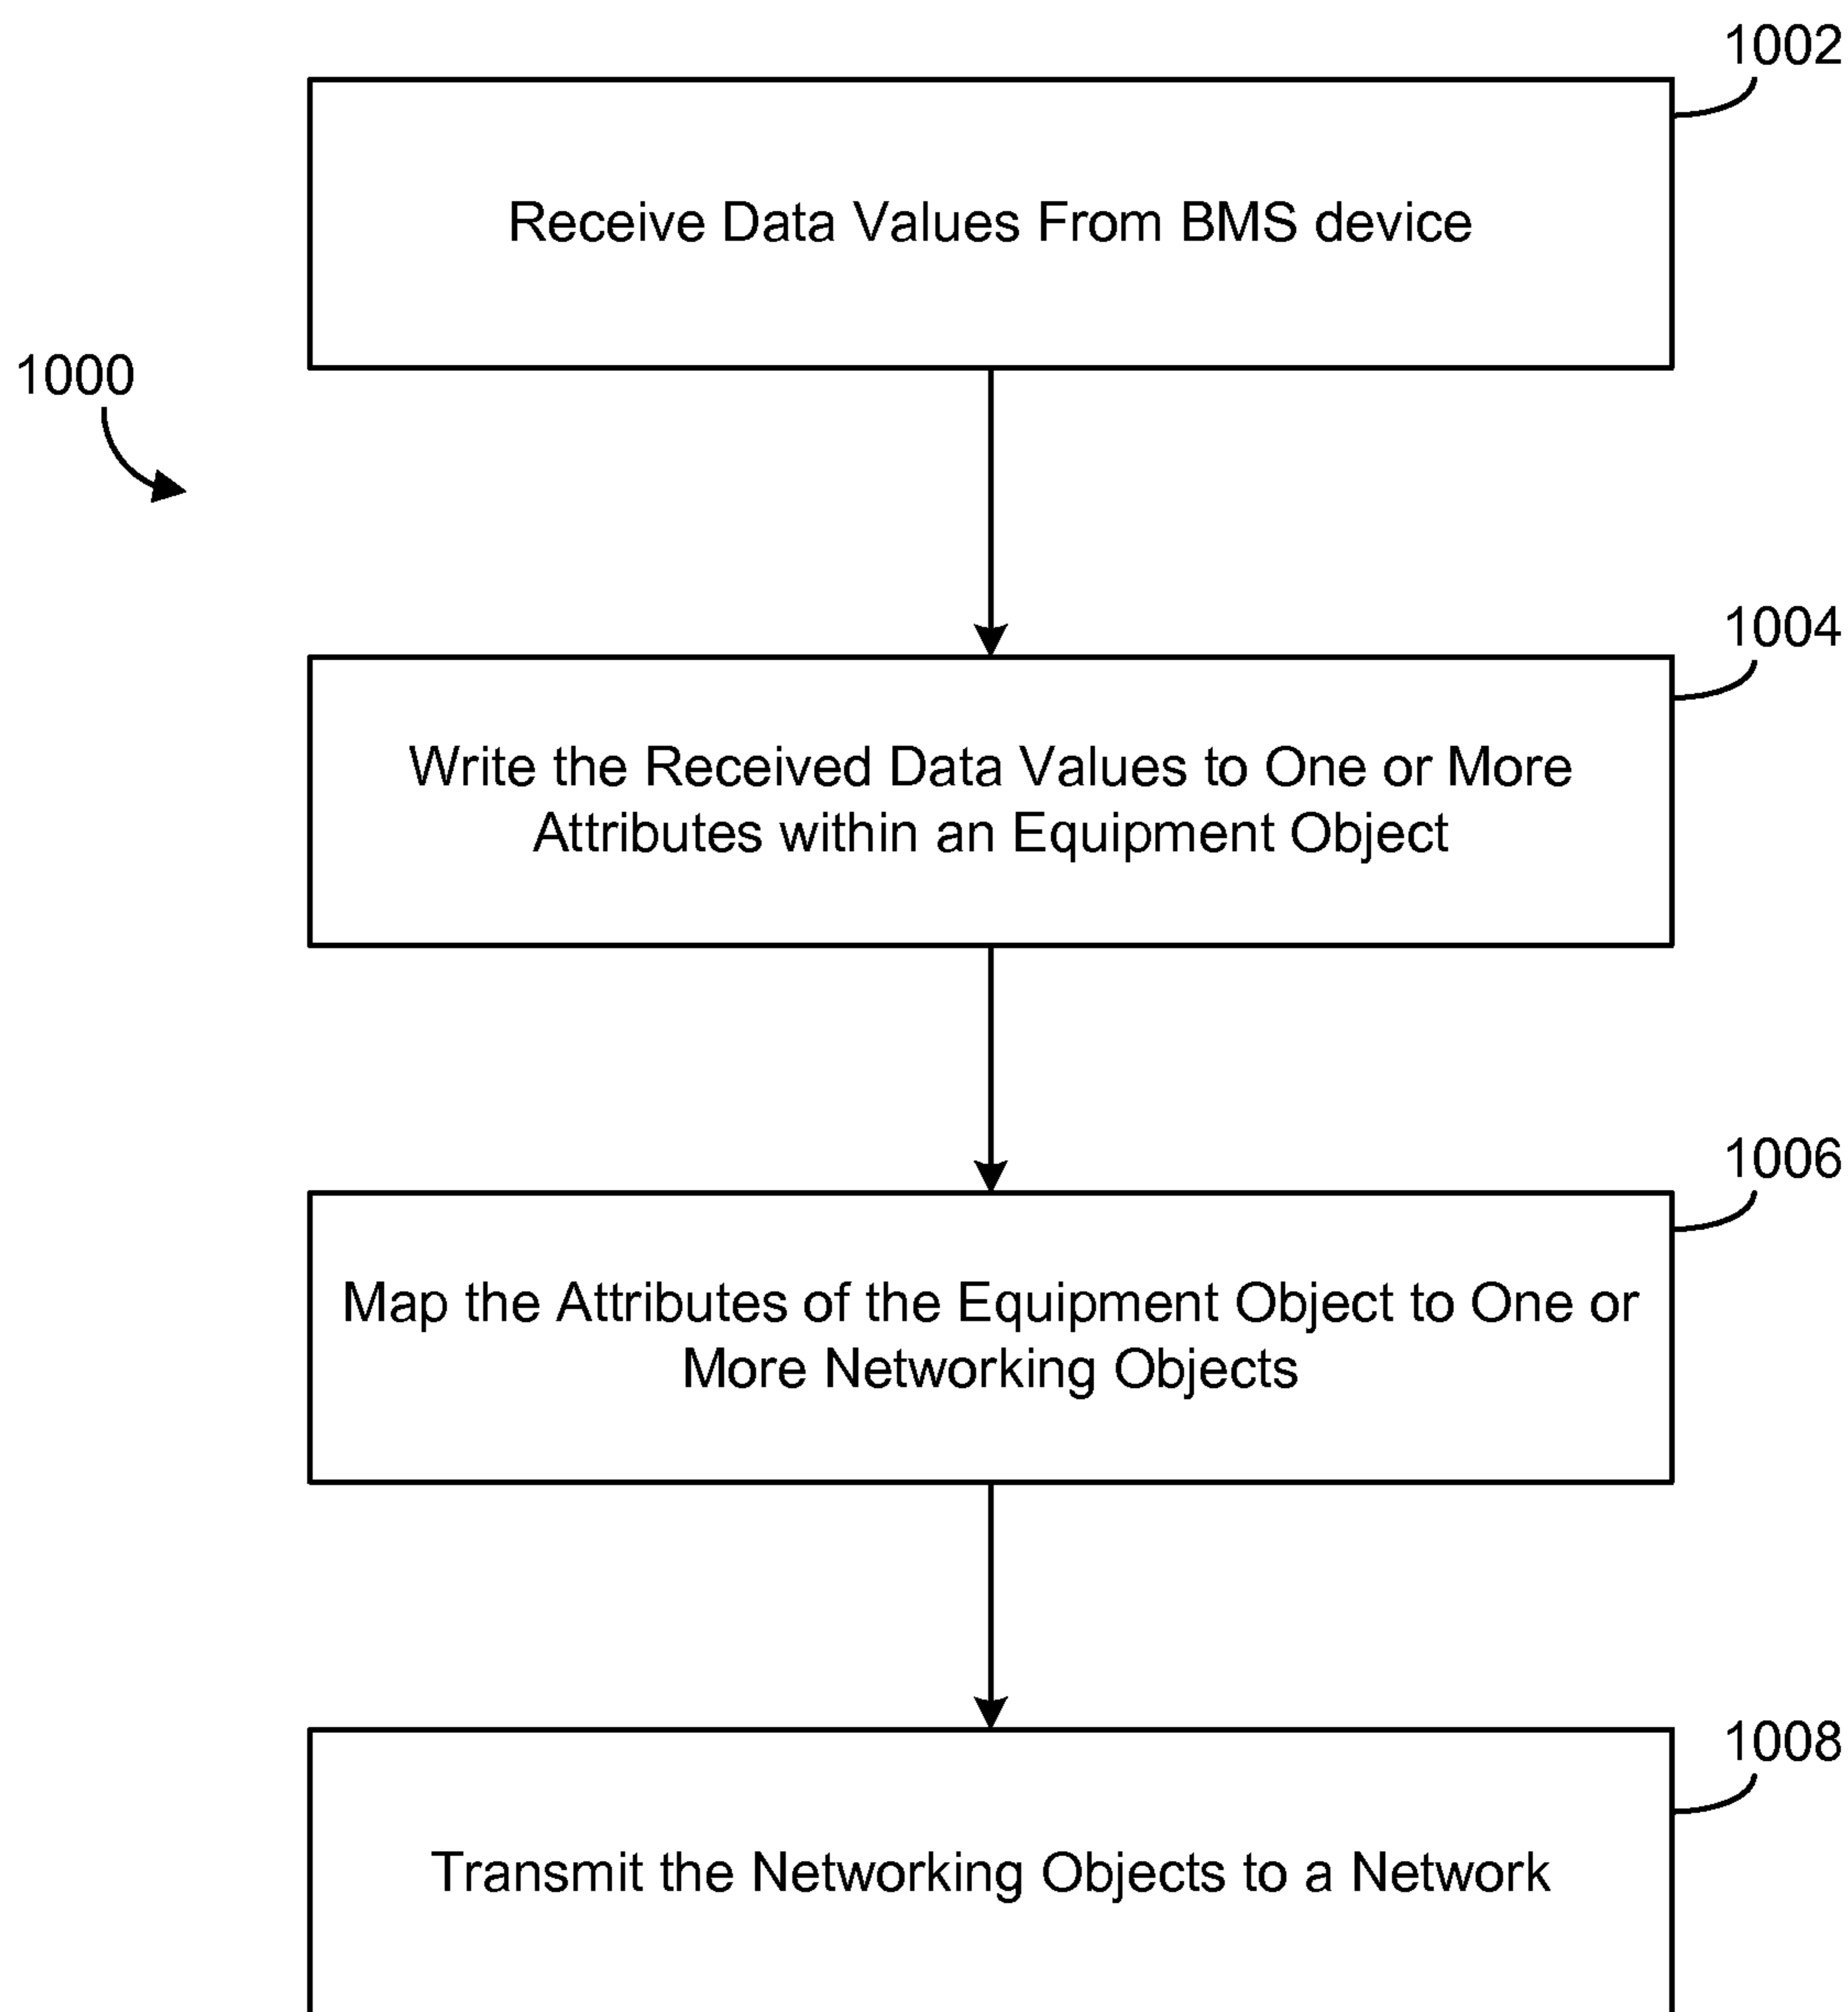 1002
Receive Data Values From BMS device
1000
1004
Write the Received Data Values to One or More
Attributes within an Equipment Object
1006
Map the Attributes of the Equipment Object to One or
More Networking Objects
1008
Transmit the Networking Objects to a Network